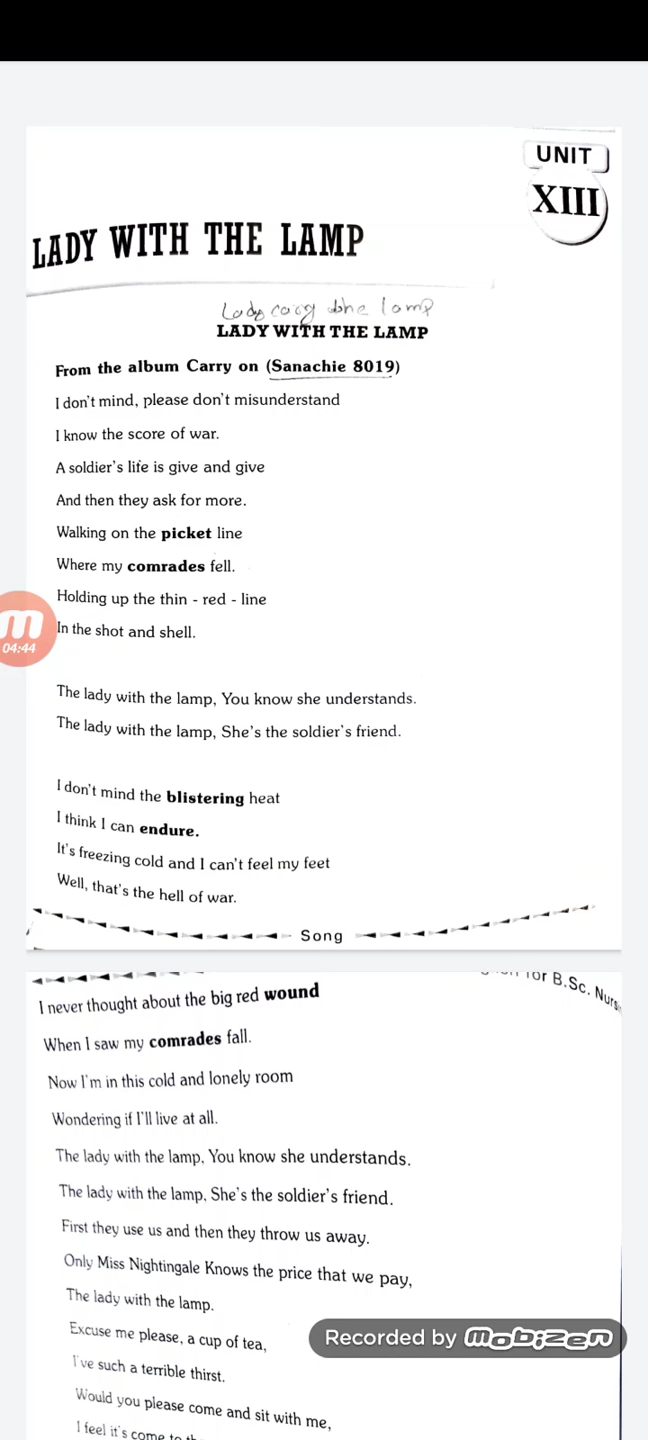 UNIT
XIII
LADY WITH THE LAMP
LADY WITH THE LAMP
From the album Carry on (Sanachie 8019)
I don't mind, please don't misunderstand
I know the score of war.
A soldier's life is give and give
And then they ask for more.
Walking on the picket line
Where my comrades fell.
Holding up the thin - red - line
In the shot and shell.
04:44
The lady with the lamp, You know she understands.
The lady with the lamp, She's the soldier's friend.
I don't mind the blistering heat
I think I can endure.
It's freezing cold and I can't feel my feet
Well, that's the hell of war.
Song
for B.Sc. Nurs
I never thought about the big red wound
When I saw my comrades fall.
Now I'm in this cold and lonely room
Wondering if I'll live at all.
The lady with the lamp, You know she understands.
The lady with the lamp, She's the soldier's friend.
First they use us and then they throw us away.
Only Miss Nightingale Knows the price that we pay,
The lady with the lamp.
Excuse me please, a cup of tea,
I've such a terrible thirst.
Would you please come and sit with me,
I feel it's come to
Recorded by mobizen